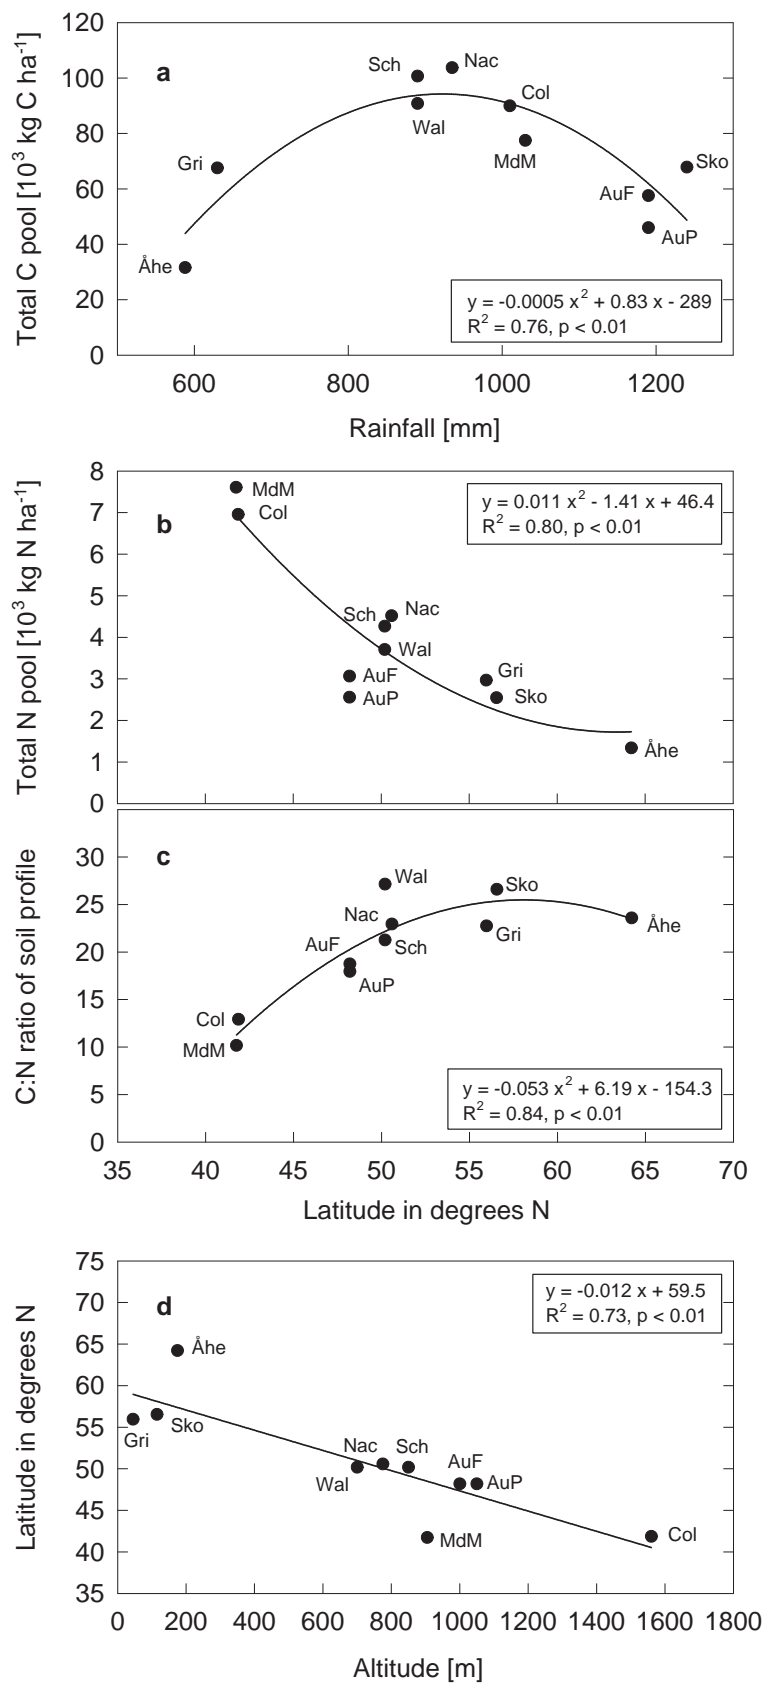 Total C pool [10³ kg C ha⁻¹]
120
100
80
60
40
20
0
a
Sch
Nac
Wal
Col
MdM
Gri
Sko
AuF
AuP
Åhe
y = -0.0005 x² + 0.83 x - 289
R² = 0.76, p < 0.01
600 800 1000 1200
Rainfall [mm]
Total N pool [10³ kg N ha⁻¹]
8
7
6
5
4
3
2
1
0
b
MdM
Col
y = 0.011 x² - 1.41 x + 46.4
R² = 0.80, p < 0.01
Sch
Nac
Wal
AuF
AuP
Gri
Sko
Åhe
C:N ratio of soil profile
30
25
20
15
10
5
0
c
Wal
Sko
Nac
AuF
Sch
Gri
Åhe
AuP
Col
MdM
y = -0.053 x² + 6.19 x - 154.3
R² = 0.84, p < 0.01
35 40 45 50 55 60 65 70
Latitude in degrees N
Latitude in degrees N
75
70
65
60
55
50
45
40
35
d
y = -0.012 x + 59.5
R² = 0.73, p < 0.01
Åhe
Gri
Sko
Nac
Sch
Wal
AuF
AuP
MdM
Col
0 200 400 600 800 1000 1200 1400 1600 1800
Altitude [m]